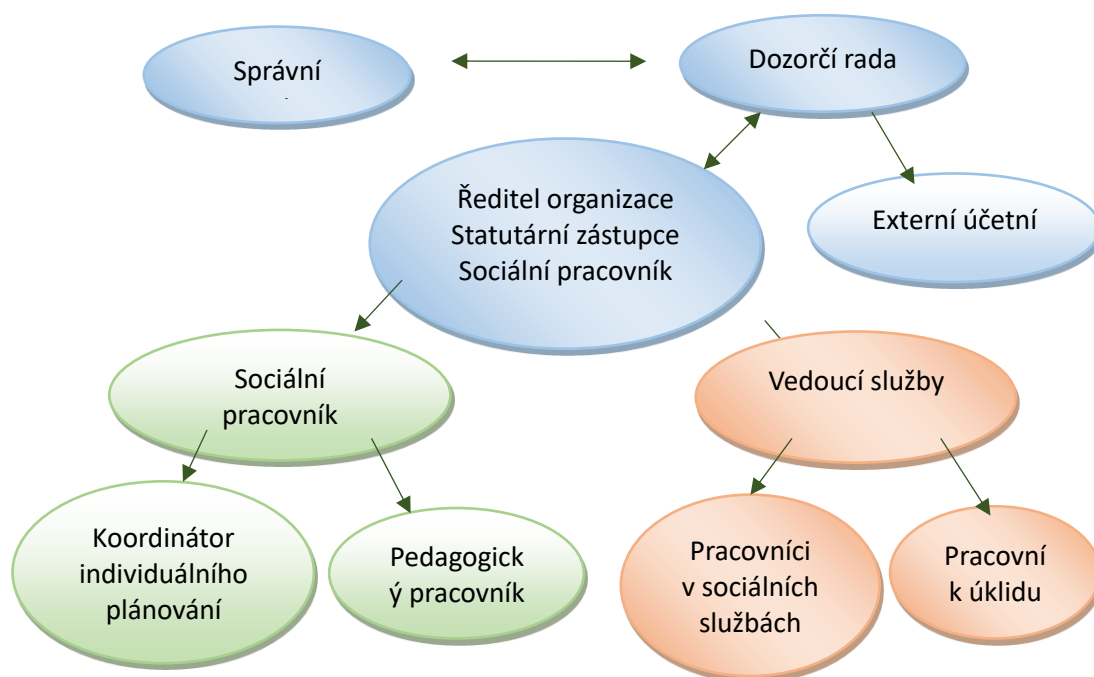 Správní
Dozorčí rada
Ředitel organizace
Statutární zástupce
Sociální pracovník
Externí účetní
Sociální
pracovník
Vedoucí služby
Koordinátor
individuálního
plánování
Pedagogick
ý pracovník
Pracovníci
v sociálních
službách
Pracovní
k úklidu